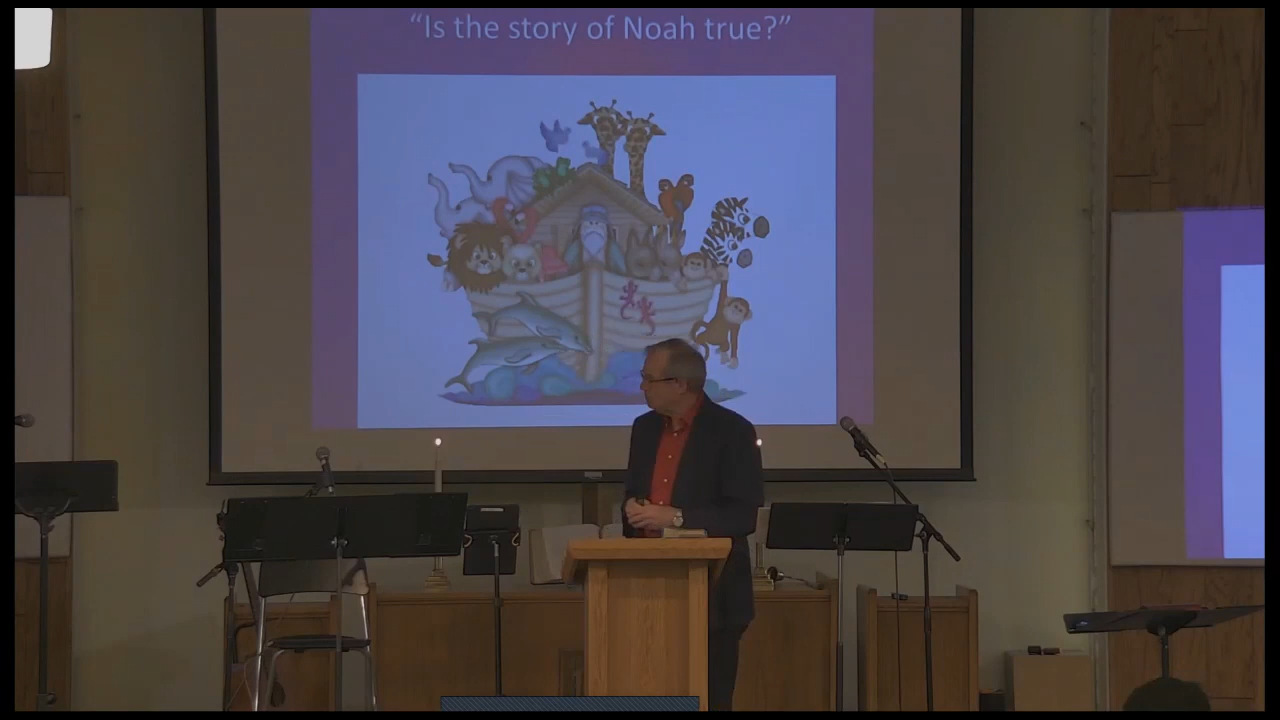 “Is the story of Noah true?”